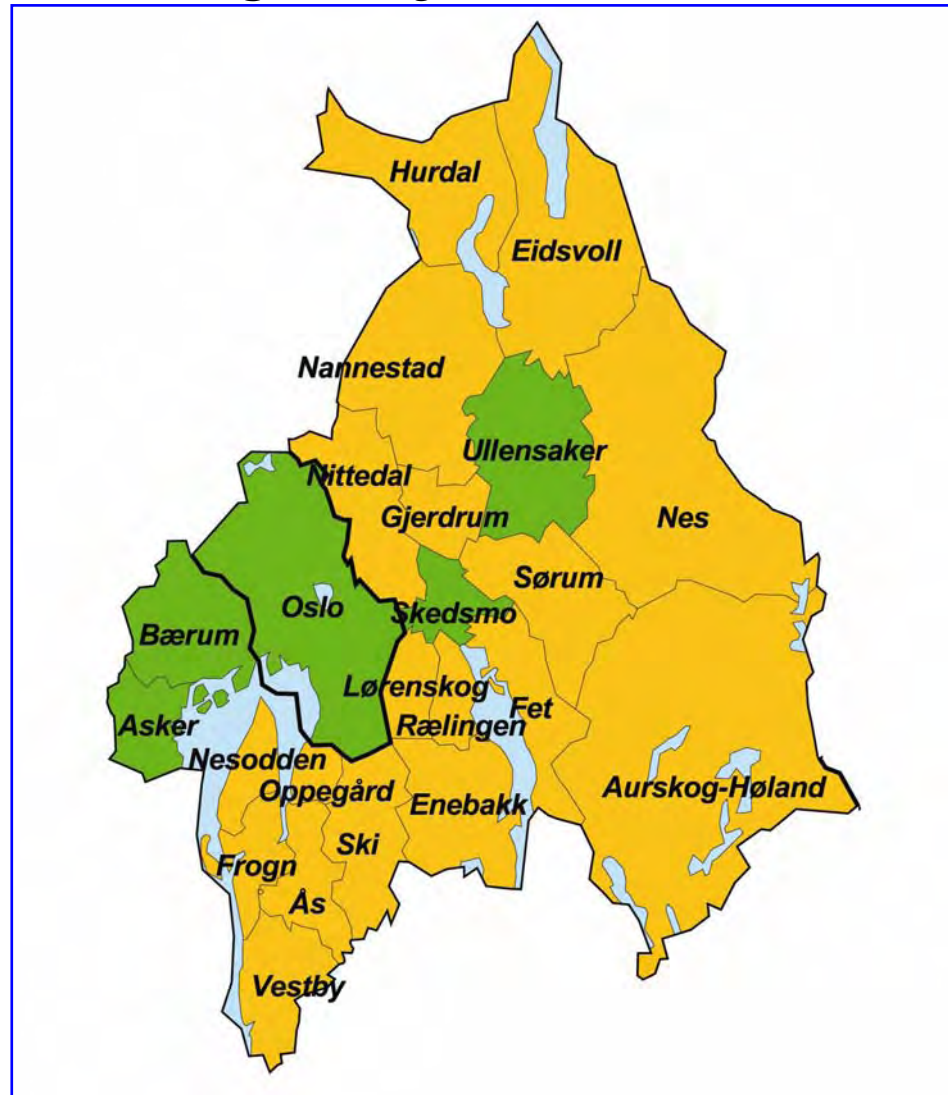 Hurdal
Eidsvoll
Nannestad
Ullensaker
Nittedal
Gjerdrum
Nes
Sørum
Oslo
Skedsmo
Bærum
Lørenskog
Asker
Rælingen
Fet
Nesodden
Oppegård
Enebakk
Aurskog-Høland
Ski
Frogn
Ås
Vestby